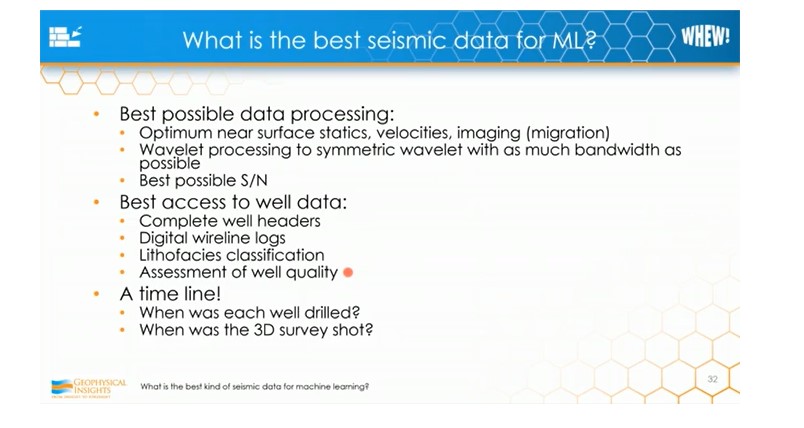 What is the best seismic data for ML?
WHEW!
• Best possible data processing:
• Optimum near surface statics, velocities, imaging (migration)
• Wavelet processing to symmetric wavelet with as much bandwidth as
possible
• Best possible S/N
• Best access to well data:
• Complete well headers
• Digital wireline logs
• Lithofacies classification
• Assessment of well quality
• A time line!
• When was each well drilled?
• When was the 3D survey shot?
GEOPHYSICAL
INSIGHTS
What is the best kind of seismic data for machine learning?
32